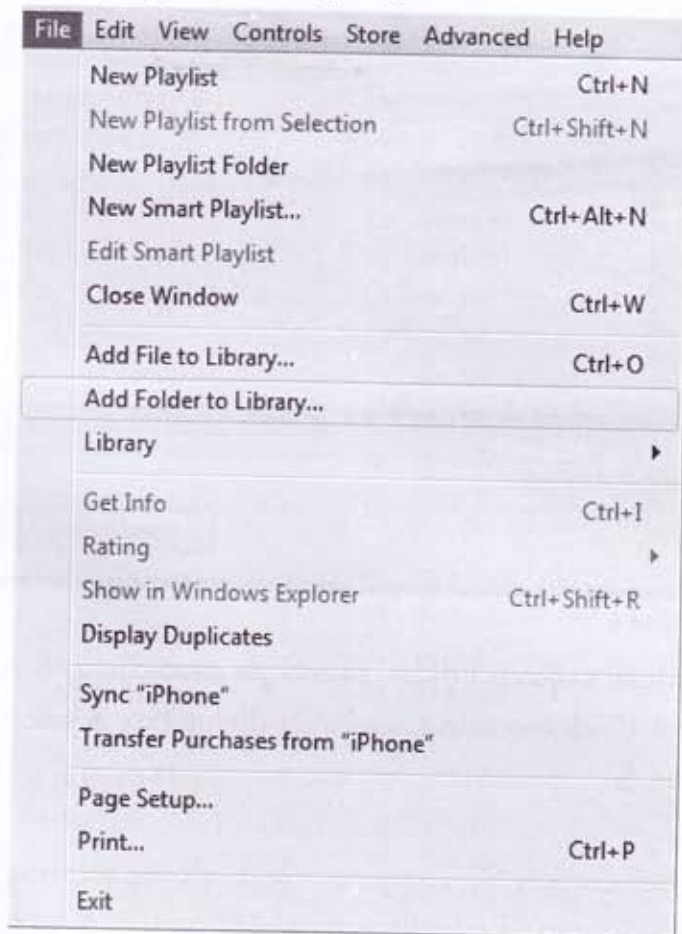 File Edit View Controls Store Advanced Help
New Playlist Ctrl+N
New Playlist from Selection Ctrl+Shift+N
New Playlist Folder
New Smart Playlist... Ctrl+Alt+N
Edit Smart Playlist
Close Window Ctrl+W
Add File to Library... Ctrl+O
Add Folder to Library...
Library
Get Info Ctrl+I
Rating
Show in Windows Explorer Ctrl+Shift+R
Display Duplicates
Sync "iPhone"
Transfer Purchases from "iPhone"
Page Setup...
Print... Ctrl+P
Exit